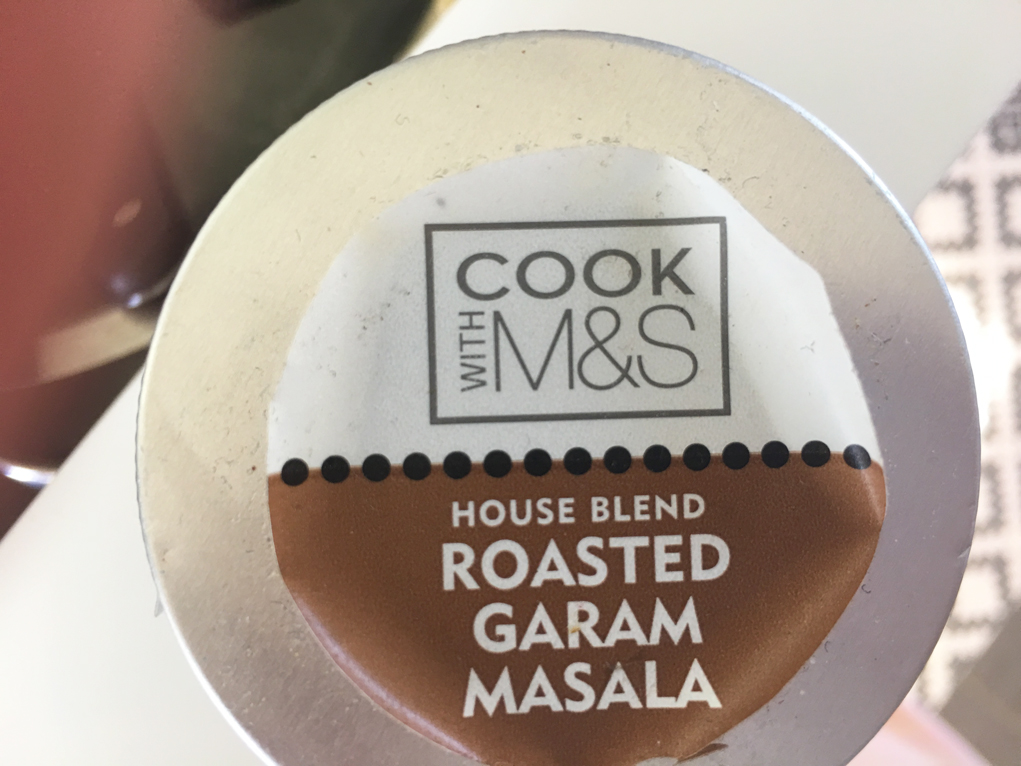 COOK
WITH M&S
HOUSE BLEND
ROASTED
GARAM
MASALA